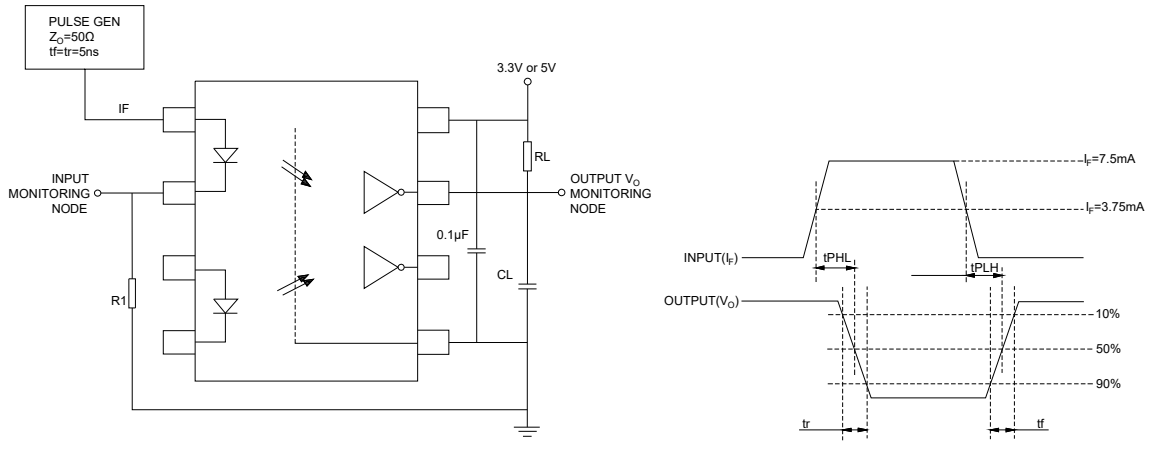 PULSE GEN
ZO=50Ω
tf=tr=5ns
IF
3.3V or 5V
RL
INPUT
MONITORING
NODE
OUTPUT VO
MONITORING
NODE
0.1µF
CL
R1
IF=7.5mA
IF=3.75mA
INPUT(IF)
tPHL
tPLH
OUTPUT(VO)
10%
50%
90%
tr
tf